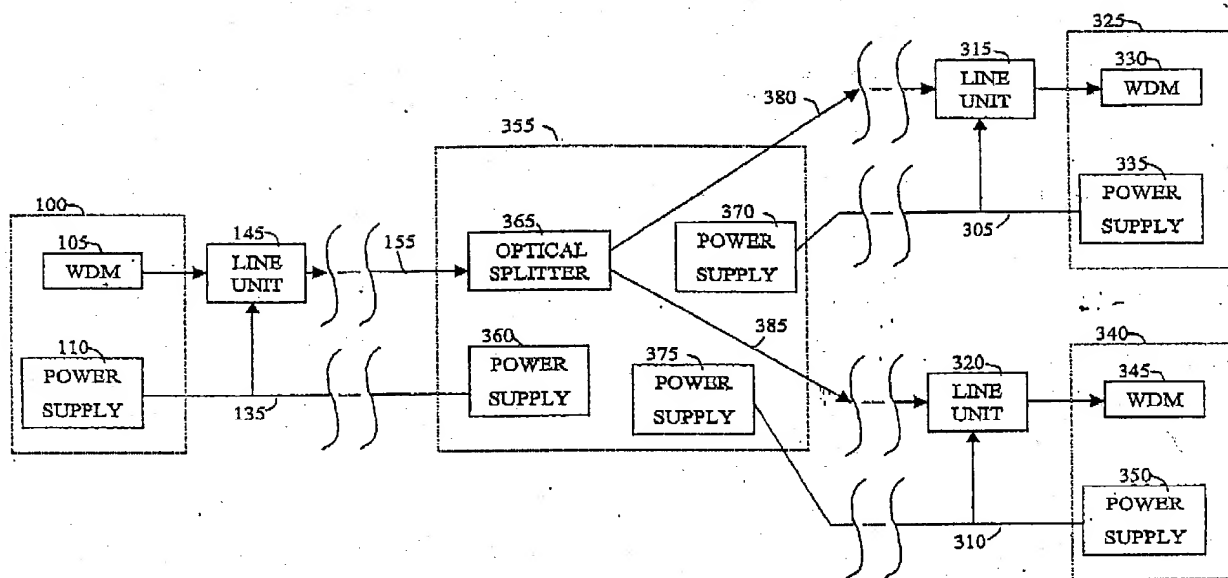 325
315
330
LINE
UNIT
WDM
380
355
335
POWER
SUPPLY
100
145
365
370
305
105
LINE
UNIT
155
OPTICAL
SPLITTER
POWER
SUPPLY
WDM
385
340
110
360
375
320
345
POWER
SUPPLY
135
POWER
SUPPLY
POWER
SUPPLY
LINE
UNIT
WDM
350
POWER
SUPPLY
310